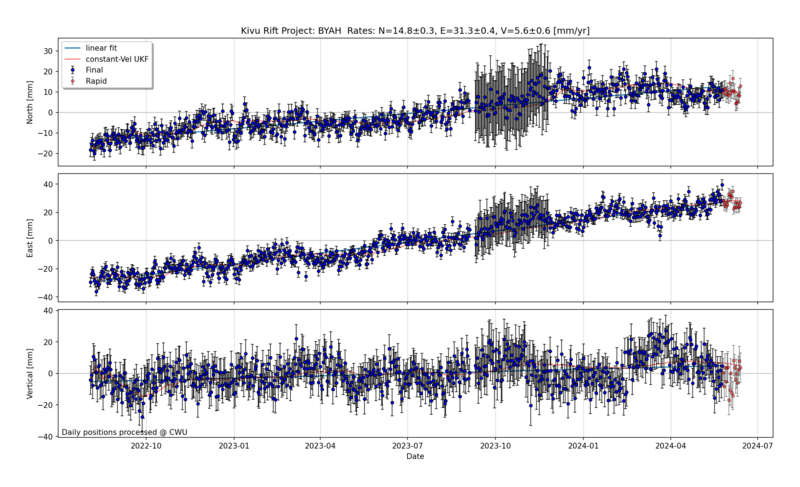 Kivu Rift Project: BYAH Rates: N=14.8±0.3, E=31.3±0.4, V=5.6±0.6 [mm/yr]
linear fit
constant-Vel UKF
Final
Rapid
North [mm]
30
20
10
0
−10
−20
East [mm]
40
20
0
−20
−40
Vertical [mm]
40
20
0
−20
−40
Daily positions processed @ CWU
2022-10
2023-01
2023-04
2023-07
2023-10
2024-01
2024-04
2024-07
Date